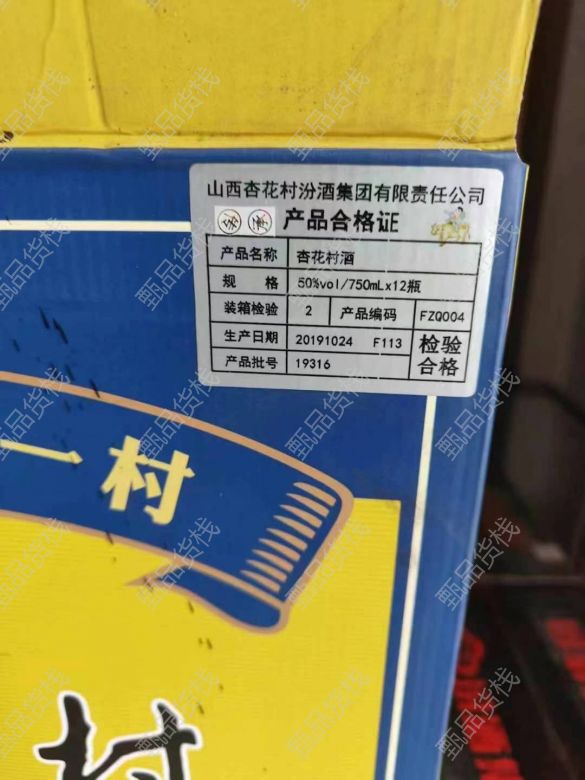 山西杏花村汾酒集团有限责任公司
产品合格证
产品名称 杏花村酒
规 格 50%vol/750mLx12瓶
装箱检验 2 产品编码 FZQ004
生产日期 20191024 F113 检验
产品批号 19316 合格
一村
村
甄品货栈